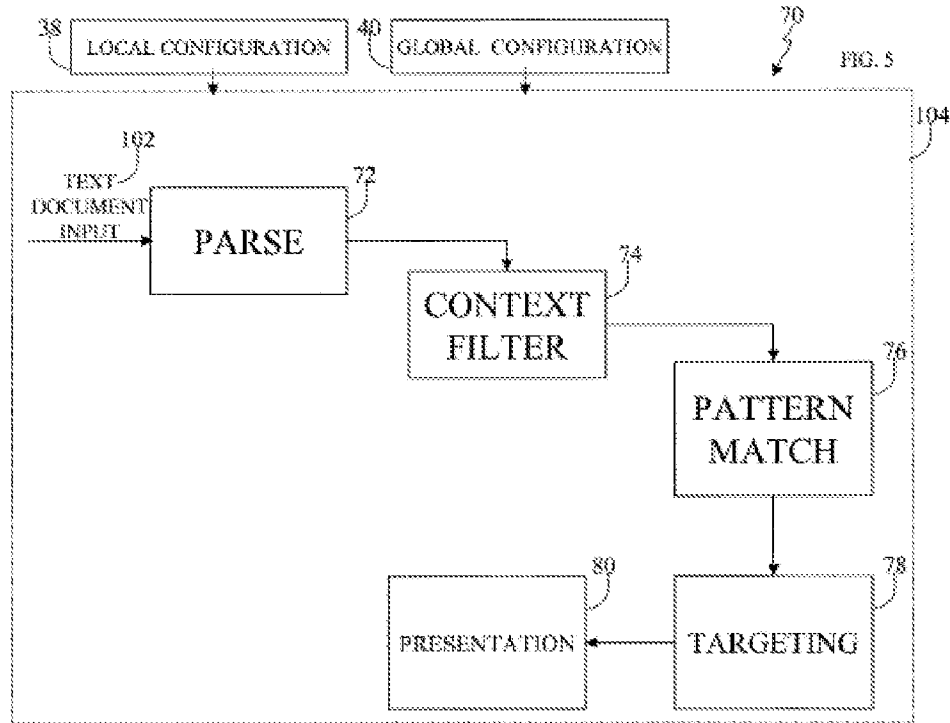 38
LOCAL CONFIGURATION
40
GLOBAL CONFIGURATION
70
FIG. 5
104
102
TEXT
DOCUMENT
INPUT
72
PARSE
74
CONTEXT
FILTER
76
PATTERN
MATCH
80
PRESENTATION
78
TARGETING